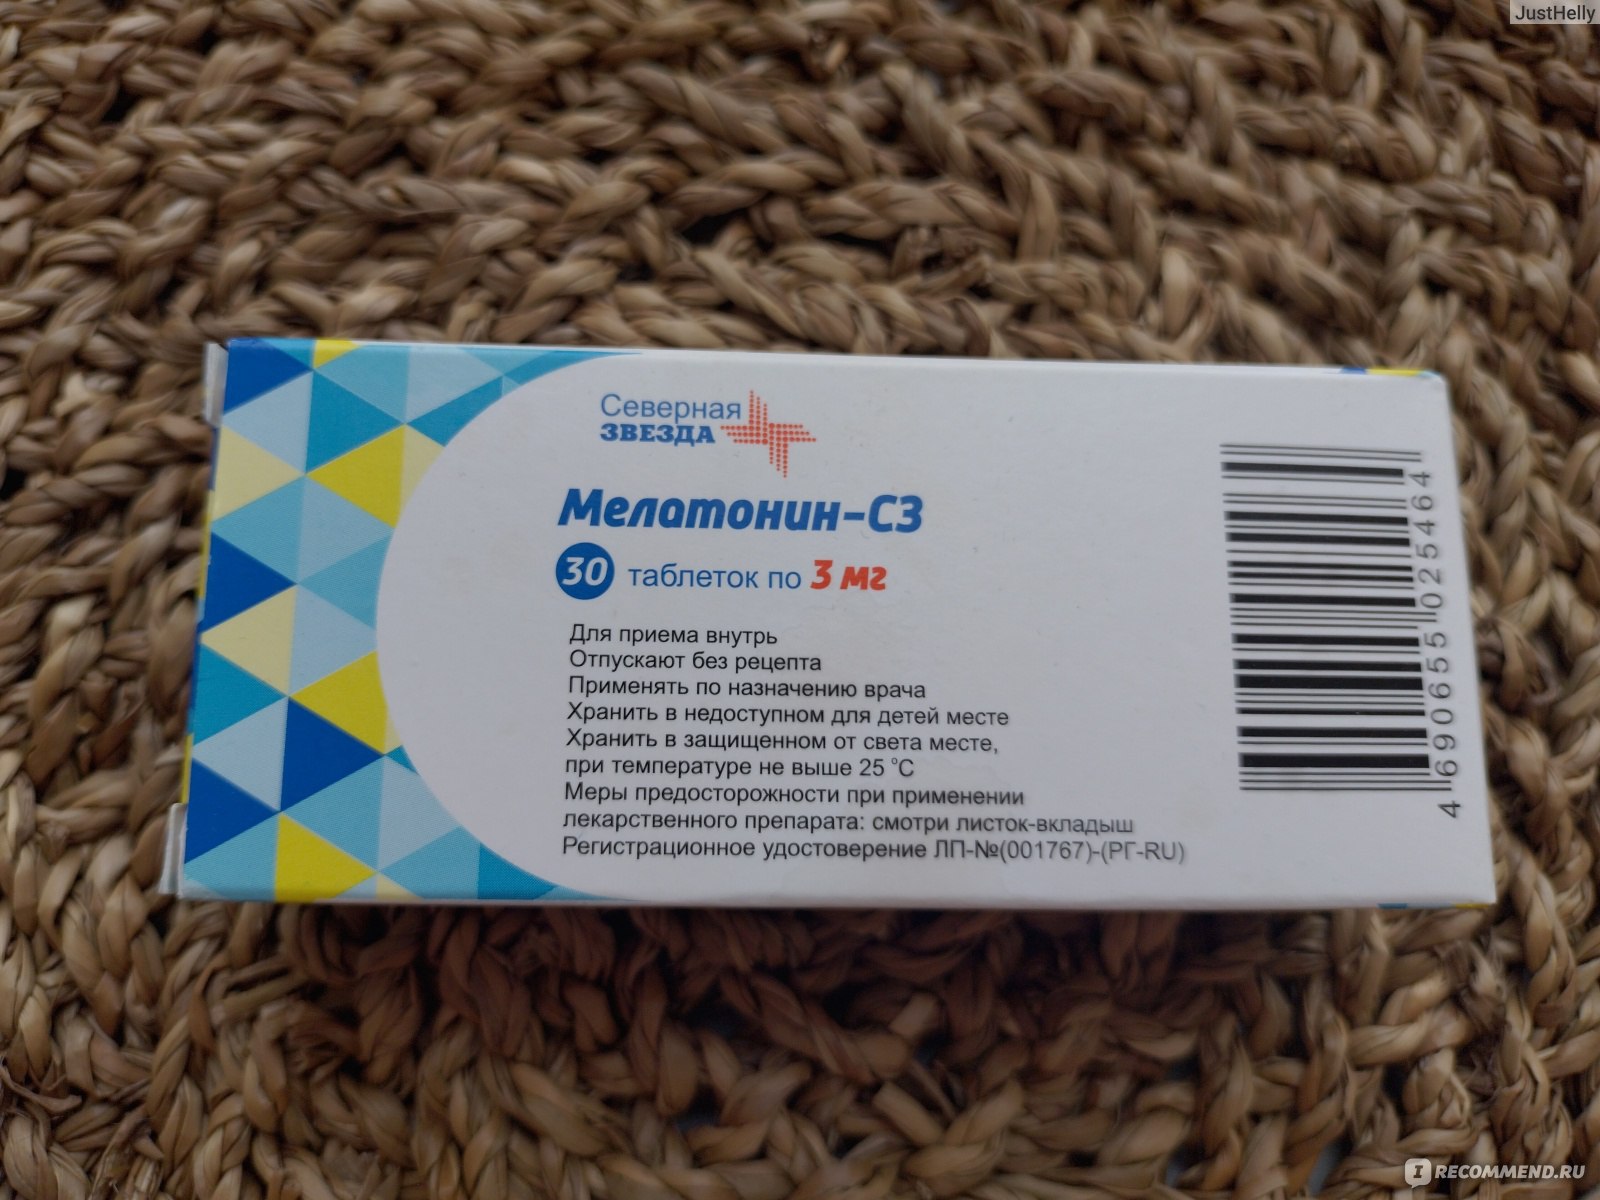 JustHelly
Северная
ЗВЕЗДА
Мелатонин-СЗ
30 таблеток по 3 мг
Для приема внутрь
Отпускают без рецепта
Применять по назначению врача
Хранить в недоступном для детей месте
Хранить в защищенном от света месте,
при температуре не выше 25 °С
Меры предосторожности при применении
лекарственного препарата: смотри листок-вкладыш
Регистрационное удостоверение ЛП-№(001767)-(РГ-RU)
4 690655 025464
IRECOMMEND.RU